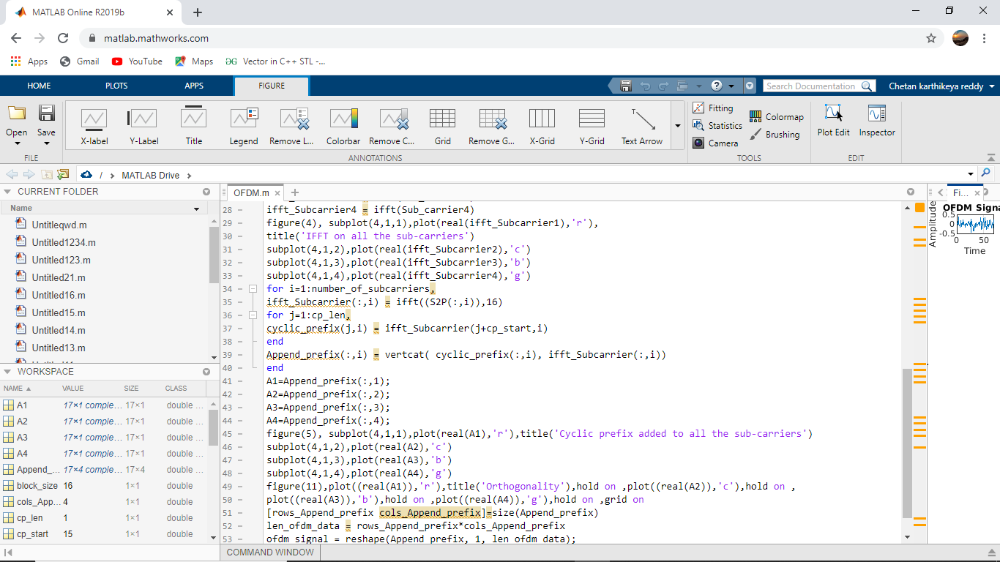 MATLAB Online R2019b
matlab.mathworks.com
Apps Gmail YouTube Maps Vector in C++ STL -...
HOME PLOTS APPS FIGURE Search Documentation Chetan karthikeya reddy
Open Save X-label Y-Label Title Legend Remove L... Colorbar Remove C... Grid Remove G... X-Grid Y-Grid Text Arrow Fitting Statistics Camera Colormap Brushing Plot Edit Inspector
FILE ANNOTATIONS TOOLS EDIT
/ MATLAB Drive
CURRENT FOLDER
Name
Untitleqwd.m
Untitled1234.m
Untitled123.m
Untitled21.m
Untitled16.m
Untitled15.m
Untitled14.m
Untitled13.m
WORKSPACE
NAME VALUE SIZE CLASS
A1 17×1 comple... 17×1 double ...
A2 17×1 comple... 17×1 double ...
A3 17×1 comple... 17×1 double ...
A4 17×1 comple... 17×1 double ...
Append_... 17×4 comple... 17×4 double ...
block_size 16 1×1 double
cols_App... 4 1×1 double
cp_len 1 1×1 double
cp_start 15 1×1 double
OFDM.m
28 ifft_Subcarrier4 = ifft(Sub_carrier4)
29 figure(4), subplot(4,1,1),plot(real(ifft_Subcarrier1),'r'),
30 title('IFFT on all the sub-carriers')
31 subplot(4,1,2),plot(real(ifft_Subcarrier2),'c')
32 subplot(4,1,3),plot(real(ifft_Subcarrier3),'b')
33 subplot(4,1,4),plot(real(ifft_Subcarrier4),'g')
34 for i=1:number_of_subcarriers,
35 ifft_Subcarrier(:,i) = ifft((S2P(:,i)),16)
36 for j=1:cp_len,
37 cyclic_prefix(j,i) = ifft_Subcarrier(j+cp_start,i)
38 end
39 Append_prefix(:,i) = vertcat( cyclic_prefix(:,i), ifft_Subcarrier(:,i))
40 end
41 A1=Append_prefix(:,1);
42 A2=Append_prefix(:,2);
43 A3=Append_prefix(:,3);
44 A4=Append_prefix(:,4);
45 figure(5), subplot(4,1,1),plot(real(A1),'r'),title('Cyclic prefix added to all the sub-carriers')
46 subplot(4,1,2),plot(real(A2),'c')
47 subplot(4,1,3),plot(real(A3),'b')
48 subplot(4,1,4),plot(real(A4),'g')
49 figure(11),plot((real(A1)),'r'),title('Orthogonality'),hold on ,plot((real(A2)),'c'),hold on ,
50 plot((real(A3)),'b'),hold on ,plot((real(A4)),'g'),hold on ,grid on
51 [rows_Append_prefix cols_Append_prefix]=size(Append_prefix)
52 len_ofdm_data = rows_Append_prefix*cols_Append_prefix
53 ofdm_signal = reshape(Append_prefix, 1, len_ofdm_data);
COMMAND WINDOW
Fi...
OFDM Signa
Amplitude
0.5
0
-0.5
0 50
Time